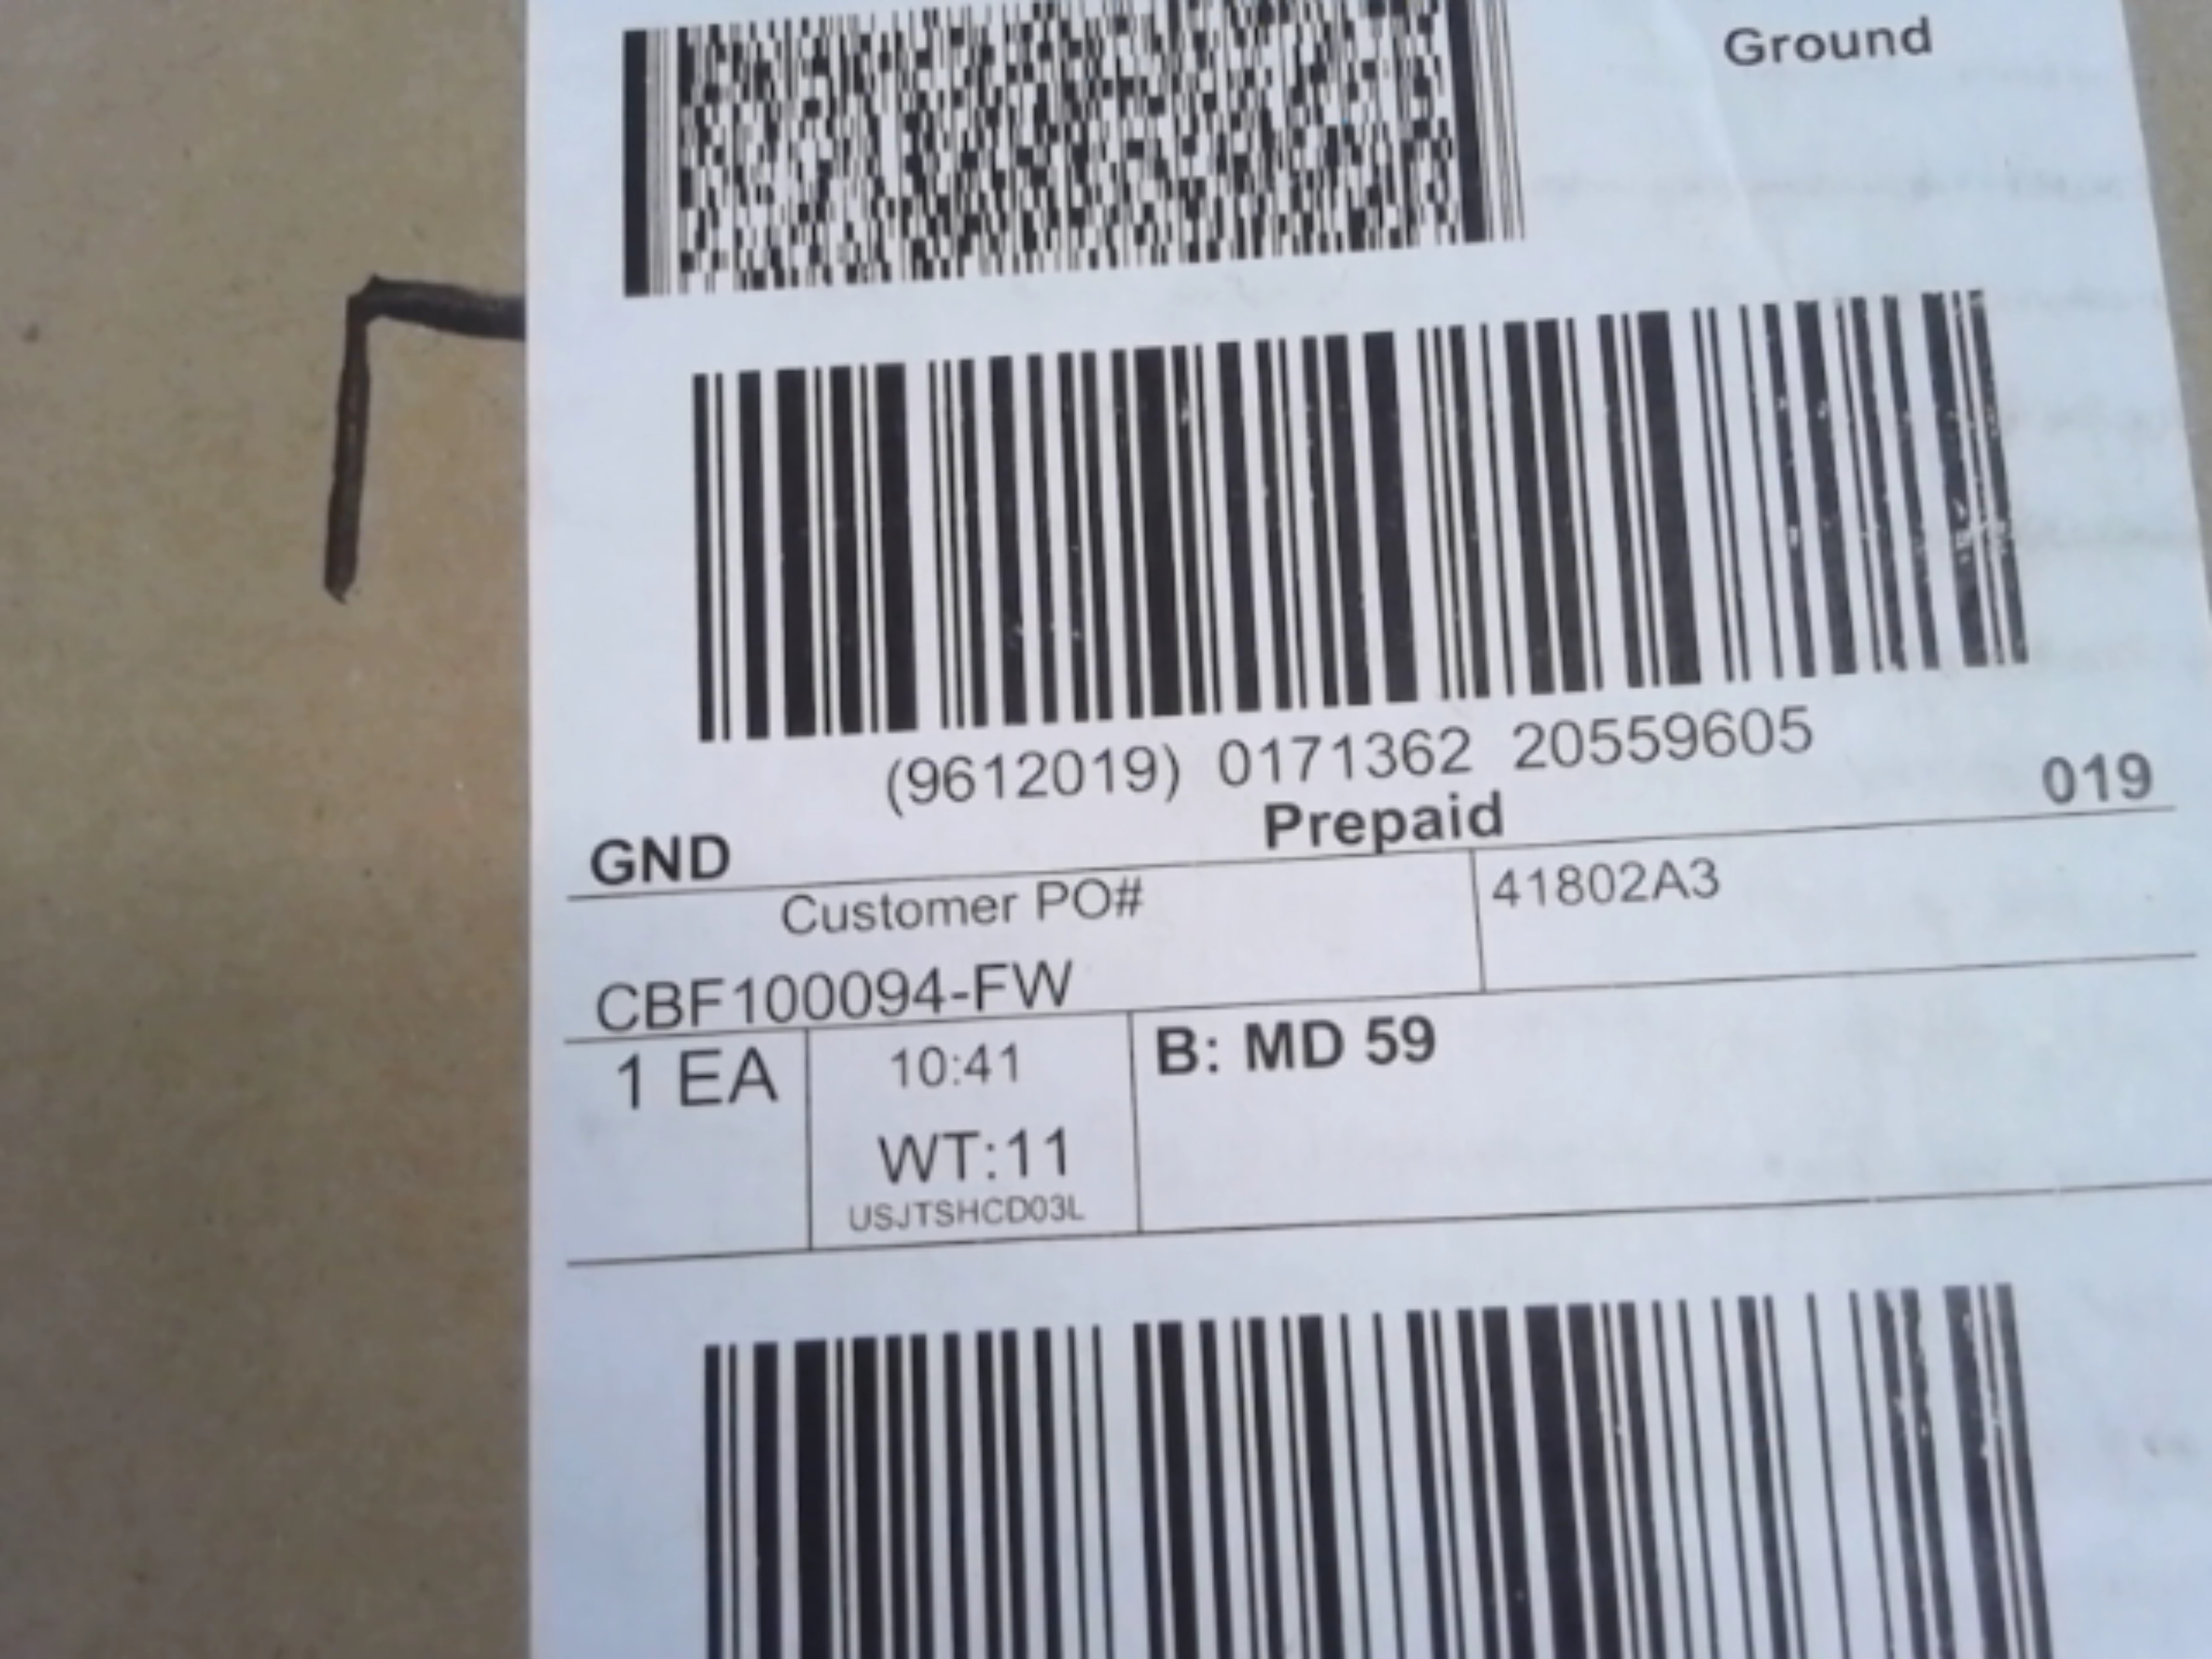 Ground
(9612019) 0171362 20559605
GND Prepaid 019
Customer PO# 41802A3
CBF100094-FW
1 EA 10:41 B: MD 59
WT:11
USJTSHCD03L